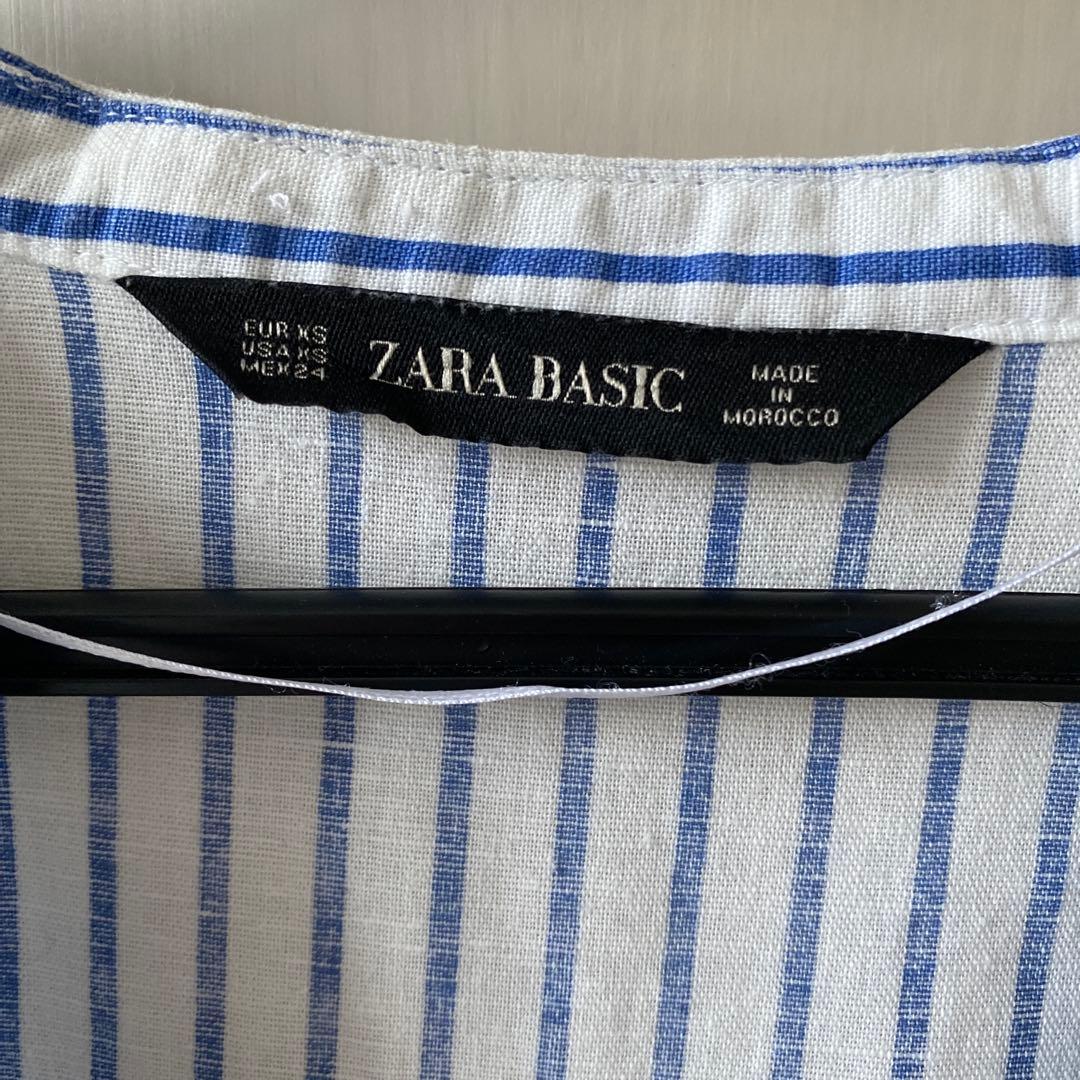 EUR XS
USA XS
MEX 24
ZARA BASIC
MADE
IN
MOROCCO